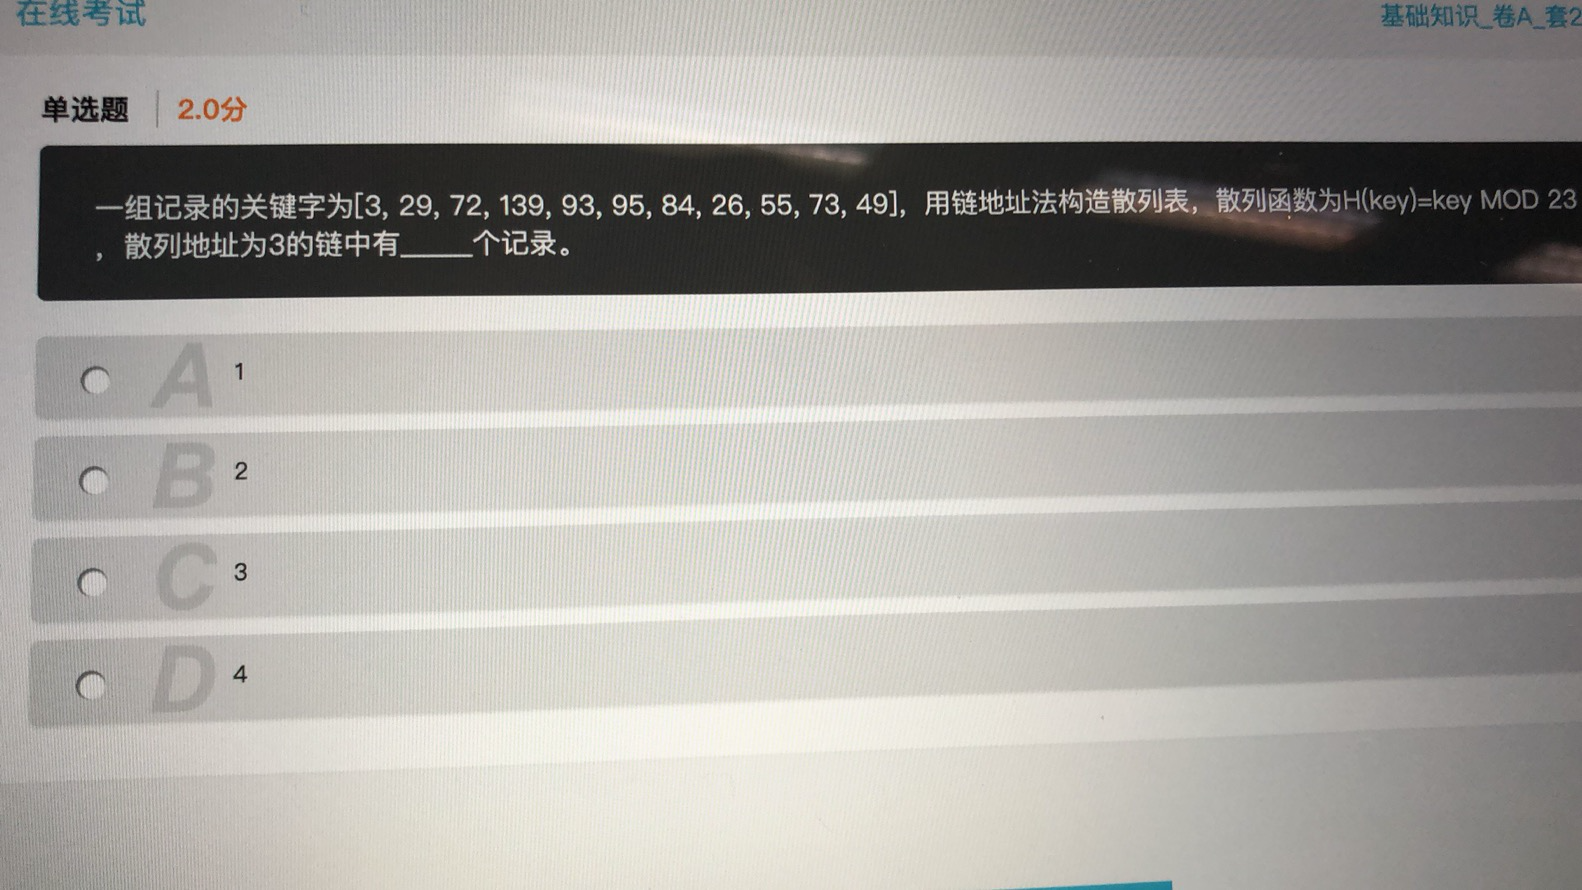 在线考试
基础知识_卷A_套2
单选题 2.0分
一组记录的关键字为[3, 29, 72, 139, 93, 95, 84, 26, 55, 73, 49]，用链地址法构造散列表，散列函数为H(key)=key MOD 23
，散列地址为3的链中有_____个记录。
A 1
B 2
C 3
D 4